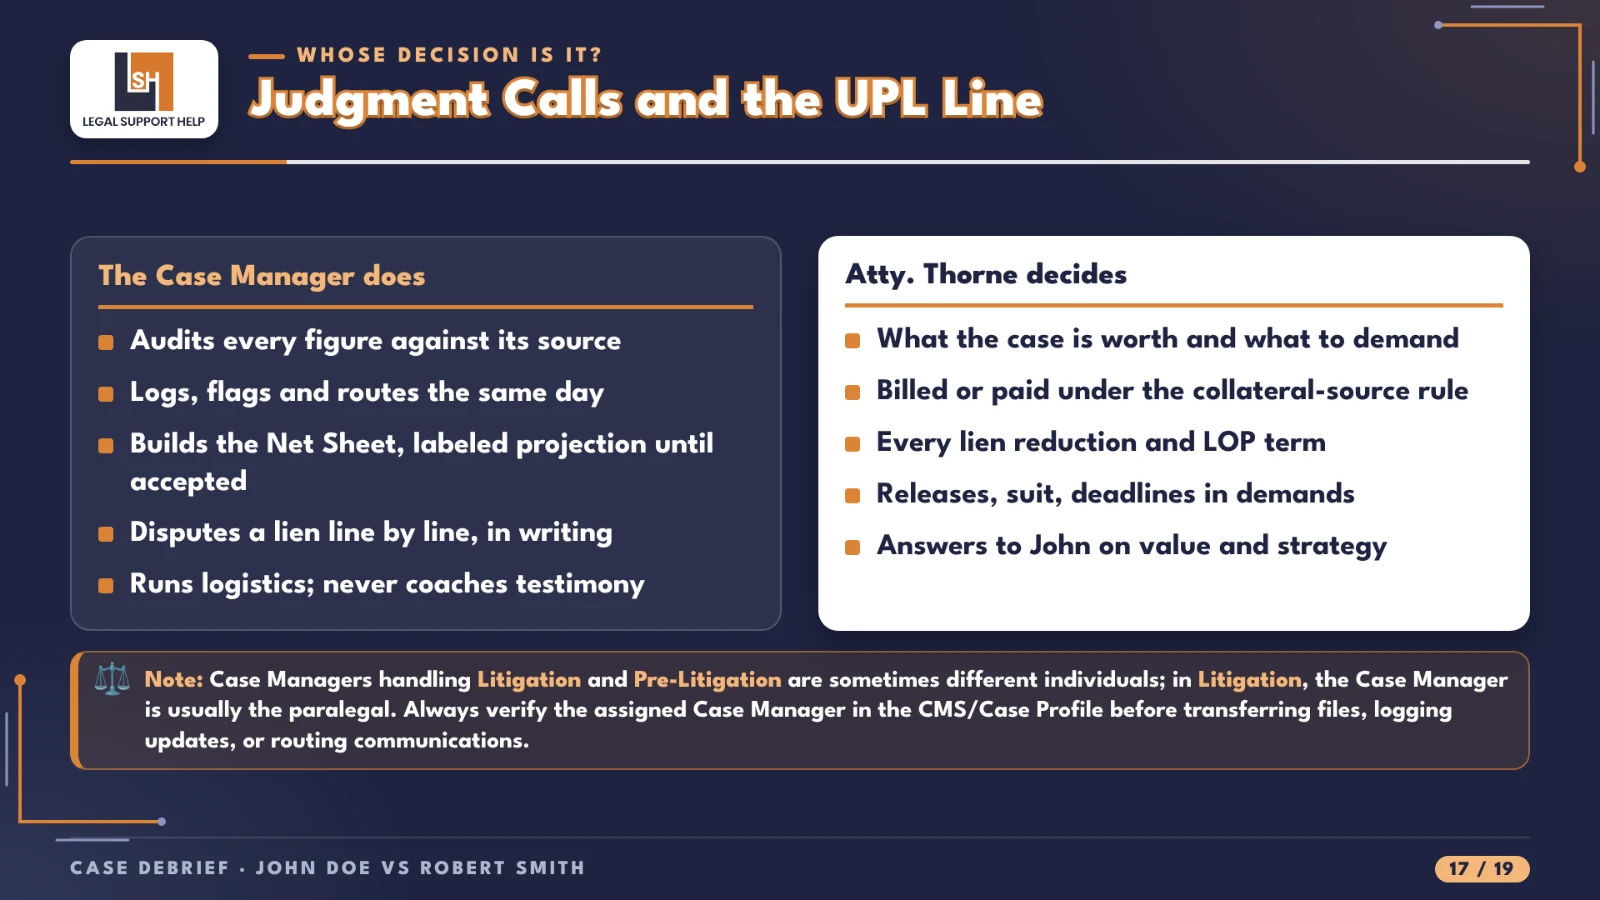 LSH
LEGAL SUPPORT HELP
WHOSE DECISION IS IT?
Judgment Calls and the UPL Line
The Case Manager does
Audits every figure against its source
Logs, flags and routes the same day
Builds the Net Sheet, labeled projection until
accepted
Disputes a lien line by line, in writing
Runs logistics; never coaches testimony
Atty. Thorne decides
What the case is worth and what to demand
Billed or paid under the collateral-source rule
Every lien reduction and LOP term
Releases, suit, deadlines in demands
Answers to John on value and strategy
Note: Case Managers handling Litigation and Pre-Litigation are sometimes different individuals; in Litigation, the Case Manager
is usually the paralegal. Always verify the assigned Case Manager in the CMS/Case Profile before transferring files, logging
updates, or routing communications.
CASE DEBRIEF · JOHN DOE VS ROBERT SMITH
17 / 19